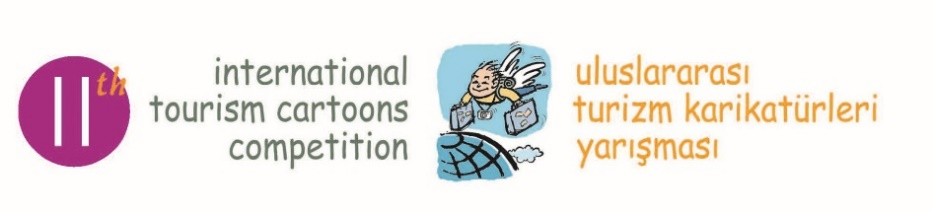 11th
international
tourism cartoons
competition
uluslararası
turizm karikatürleri
yarışması